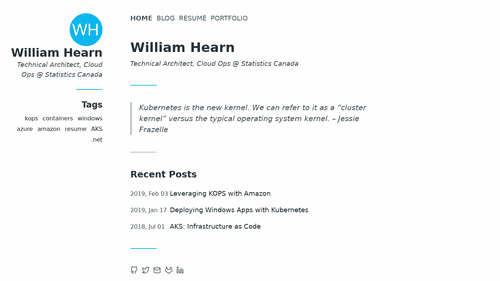 WH
William Hearn
Technical Architect, Cloud
Ops @ Statistics Canada
Tags
kops containers windows
azure amazon resume AKS
.net
HOME BLOG RESUMÉ PORTFOLIO
William Hearn
Technical Architect, Cloud Ops @ Statistics Canada
Kubernetes is the new kernel. We can refer to it as a “cluster
kernel” versus the typical operating system kernel. – Jessie
Frazelle
Recent Posts
2019, Feb 03 Leveraging KOPS with Amazon
2019, Jan 17 Deploying Windows Apps with Kubernetes
2018, Jul 01 AKS: Infrastructure as Code